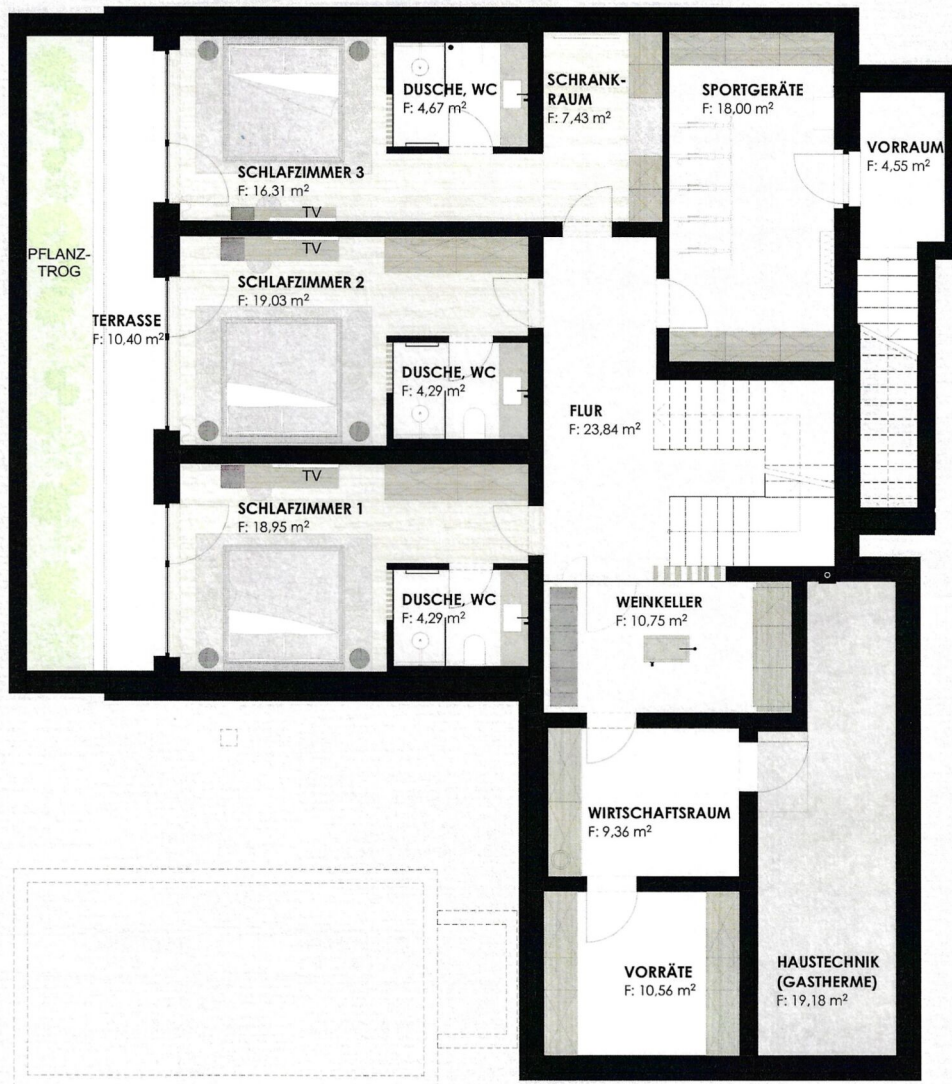 DUSCHE, WC
F: 4,67 m²
SCHRANK-
RAUM
F: 7,43 m²
SPORTGERÄTE
F: 18,00 m²
VORRAUM
F: 4,55 m²
SCHLAFZIMMER 3
F: 16,31 m²
TV
PFLANZ-
TROG
TV
SCHLAFZIMMER 2
F: 19,03 m²
TERRASSE
F: 10,40 m²
DUSCHE, WC
F: 4,29 m²
FLUR
F: 23,84 m²
TV
SCHLAFZIMMER 1
F: 18,95 m²
DUSCHE, WC
F: 4,29 m²
WEINKELLER
F: 10,75 m²
WIRTSCHAFTSRAUM
F: 9,36 m²
VORRÄTE
F: 10,56 m²
HAUSTECHNIK
(GASTHERME)
F: 19,18 m²